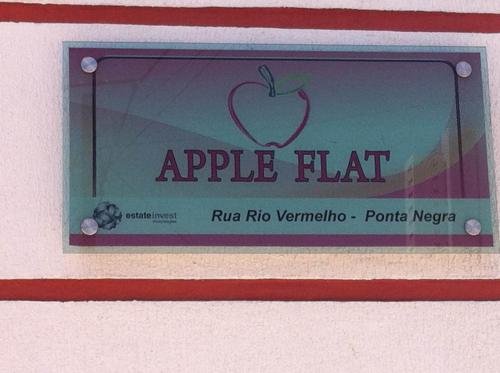 APPLE FLAT
estateinvest
Rua Rio Vermelho - Ponta Negra